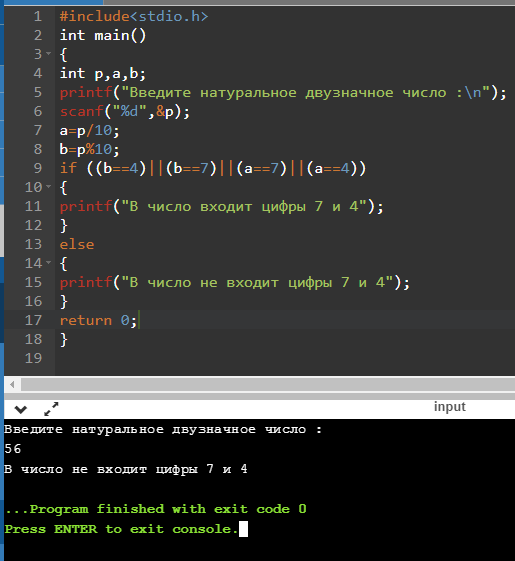 1 #include<stdio.h>
2 int main()
3 {
4 int p,a,b;
5 printf("Введите натуральное двузначное число :\n");
6 scanf("%d",&p);
7 a=p/10;
8 b=p%10;
9 if ((b==4)||(b==7)||(a==7)||(a==4))
10 {
11 printf("В число входит цифры 7 и 4");
12 }
13 else
14 {
15 printf("В число не входит цифры 7 и 4");
16 }
17 return 0;
18 }
19
input
Введите натуральное двузначное число :
56
В число не входит цифры 7 и 4
...Program finished with exit code 0
Press ENTER to exit console.